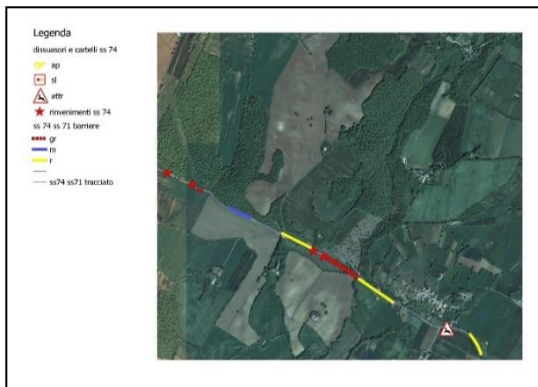 Legenda
dissuasori e cartelli ss 74
ap
sl
attr
rinvenimenti ss 74
ss 74 ss 71 barriere
gr
m
r
ss74 ss71 tracciato